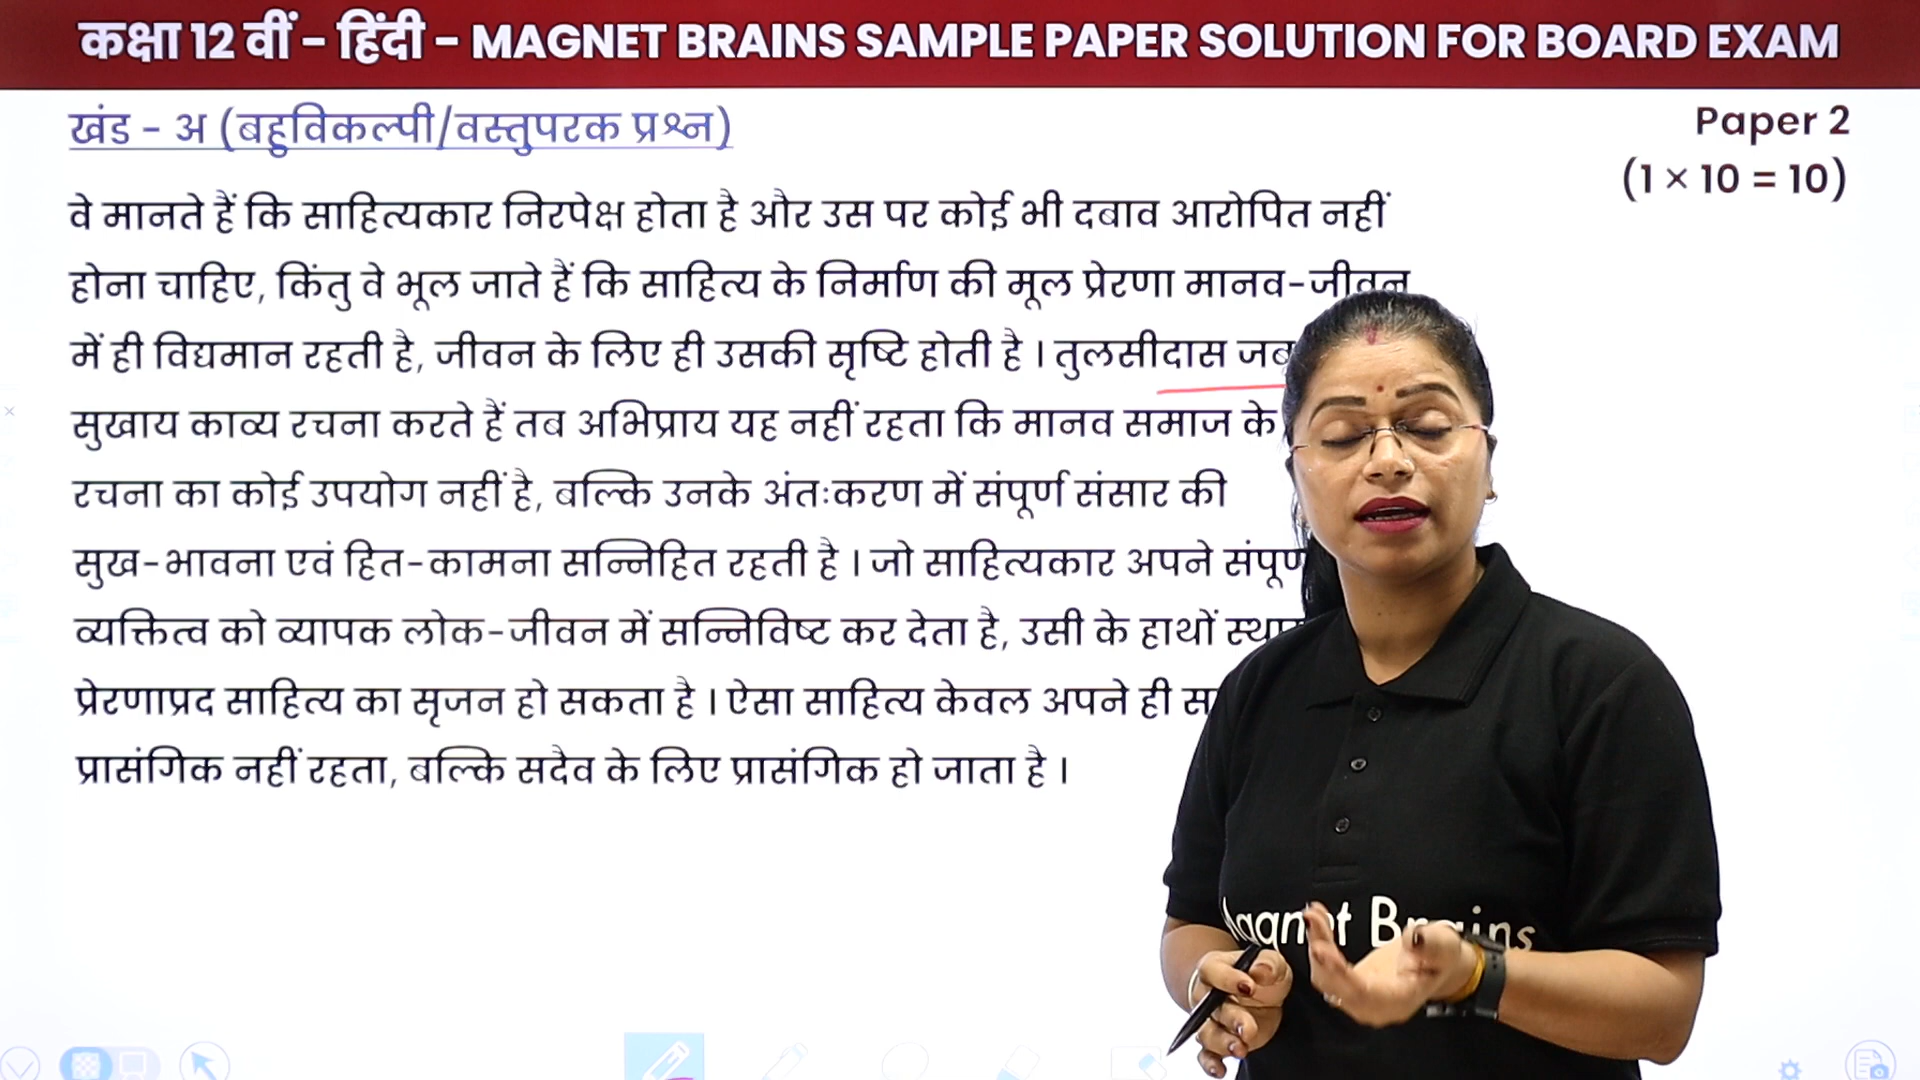 कक्षा 12 वीं - हिंदी - MAGNET BRAINS SAMPLE PAPER SOLUTION FOR BOARD EXAM
खंड - अ (बहुविकल्पी/वस्तुपरक प्रश्न)
Paper 2
(1 × 10 = 10)
वे मानते हैं कि साहित्यकार निरपेक्ष होता है और उस पर कोई भी दबाव आरोपित नहीं
होना चाहिए, किंतु वे भूल जाते हैं कि साहित्य के निर्माण की मूल प्रेरणा मानव-जीवन
में ही विद्यमान रहती है, जीवन के लिए ही उसकी सृष्टि होती है । तुलसीदास जब
सुखाय काव्य रचना करते हैं तब अभिप्राय यह नहीं रहता कि मानव समाज के
रचना का कोई उपयोग नहीं है, बल्कि उनके अंतःकरण में संपूर्ण संसार की
सुख-भावना एवं हित-कामना सन्निहित रहती है । जो साहित्यकार अपने संपूर्ण
व्यक्तित्व को व्यापक लोक-जीवन में सन्निविष्ट कर देता है, उसी के हाथों
प्रेरणाप्रद साहित्य का सृजन हो सकता है । ऐसा साहित्य केवल अपने ही
प्रासंगिक नहीं रहता, बल्कि सदैव के लिए प्रासंगिक हो जाता है ।
Magnet Brains